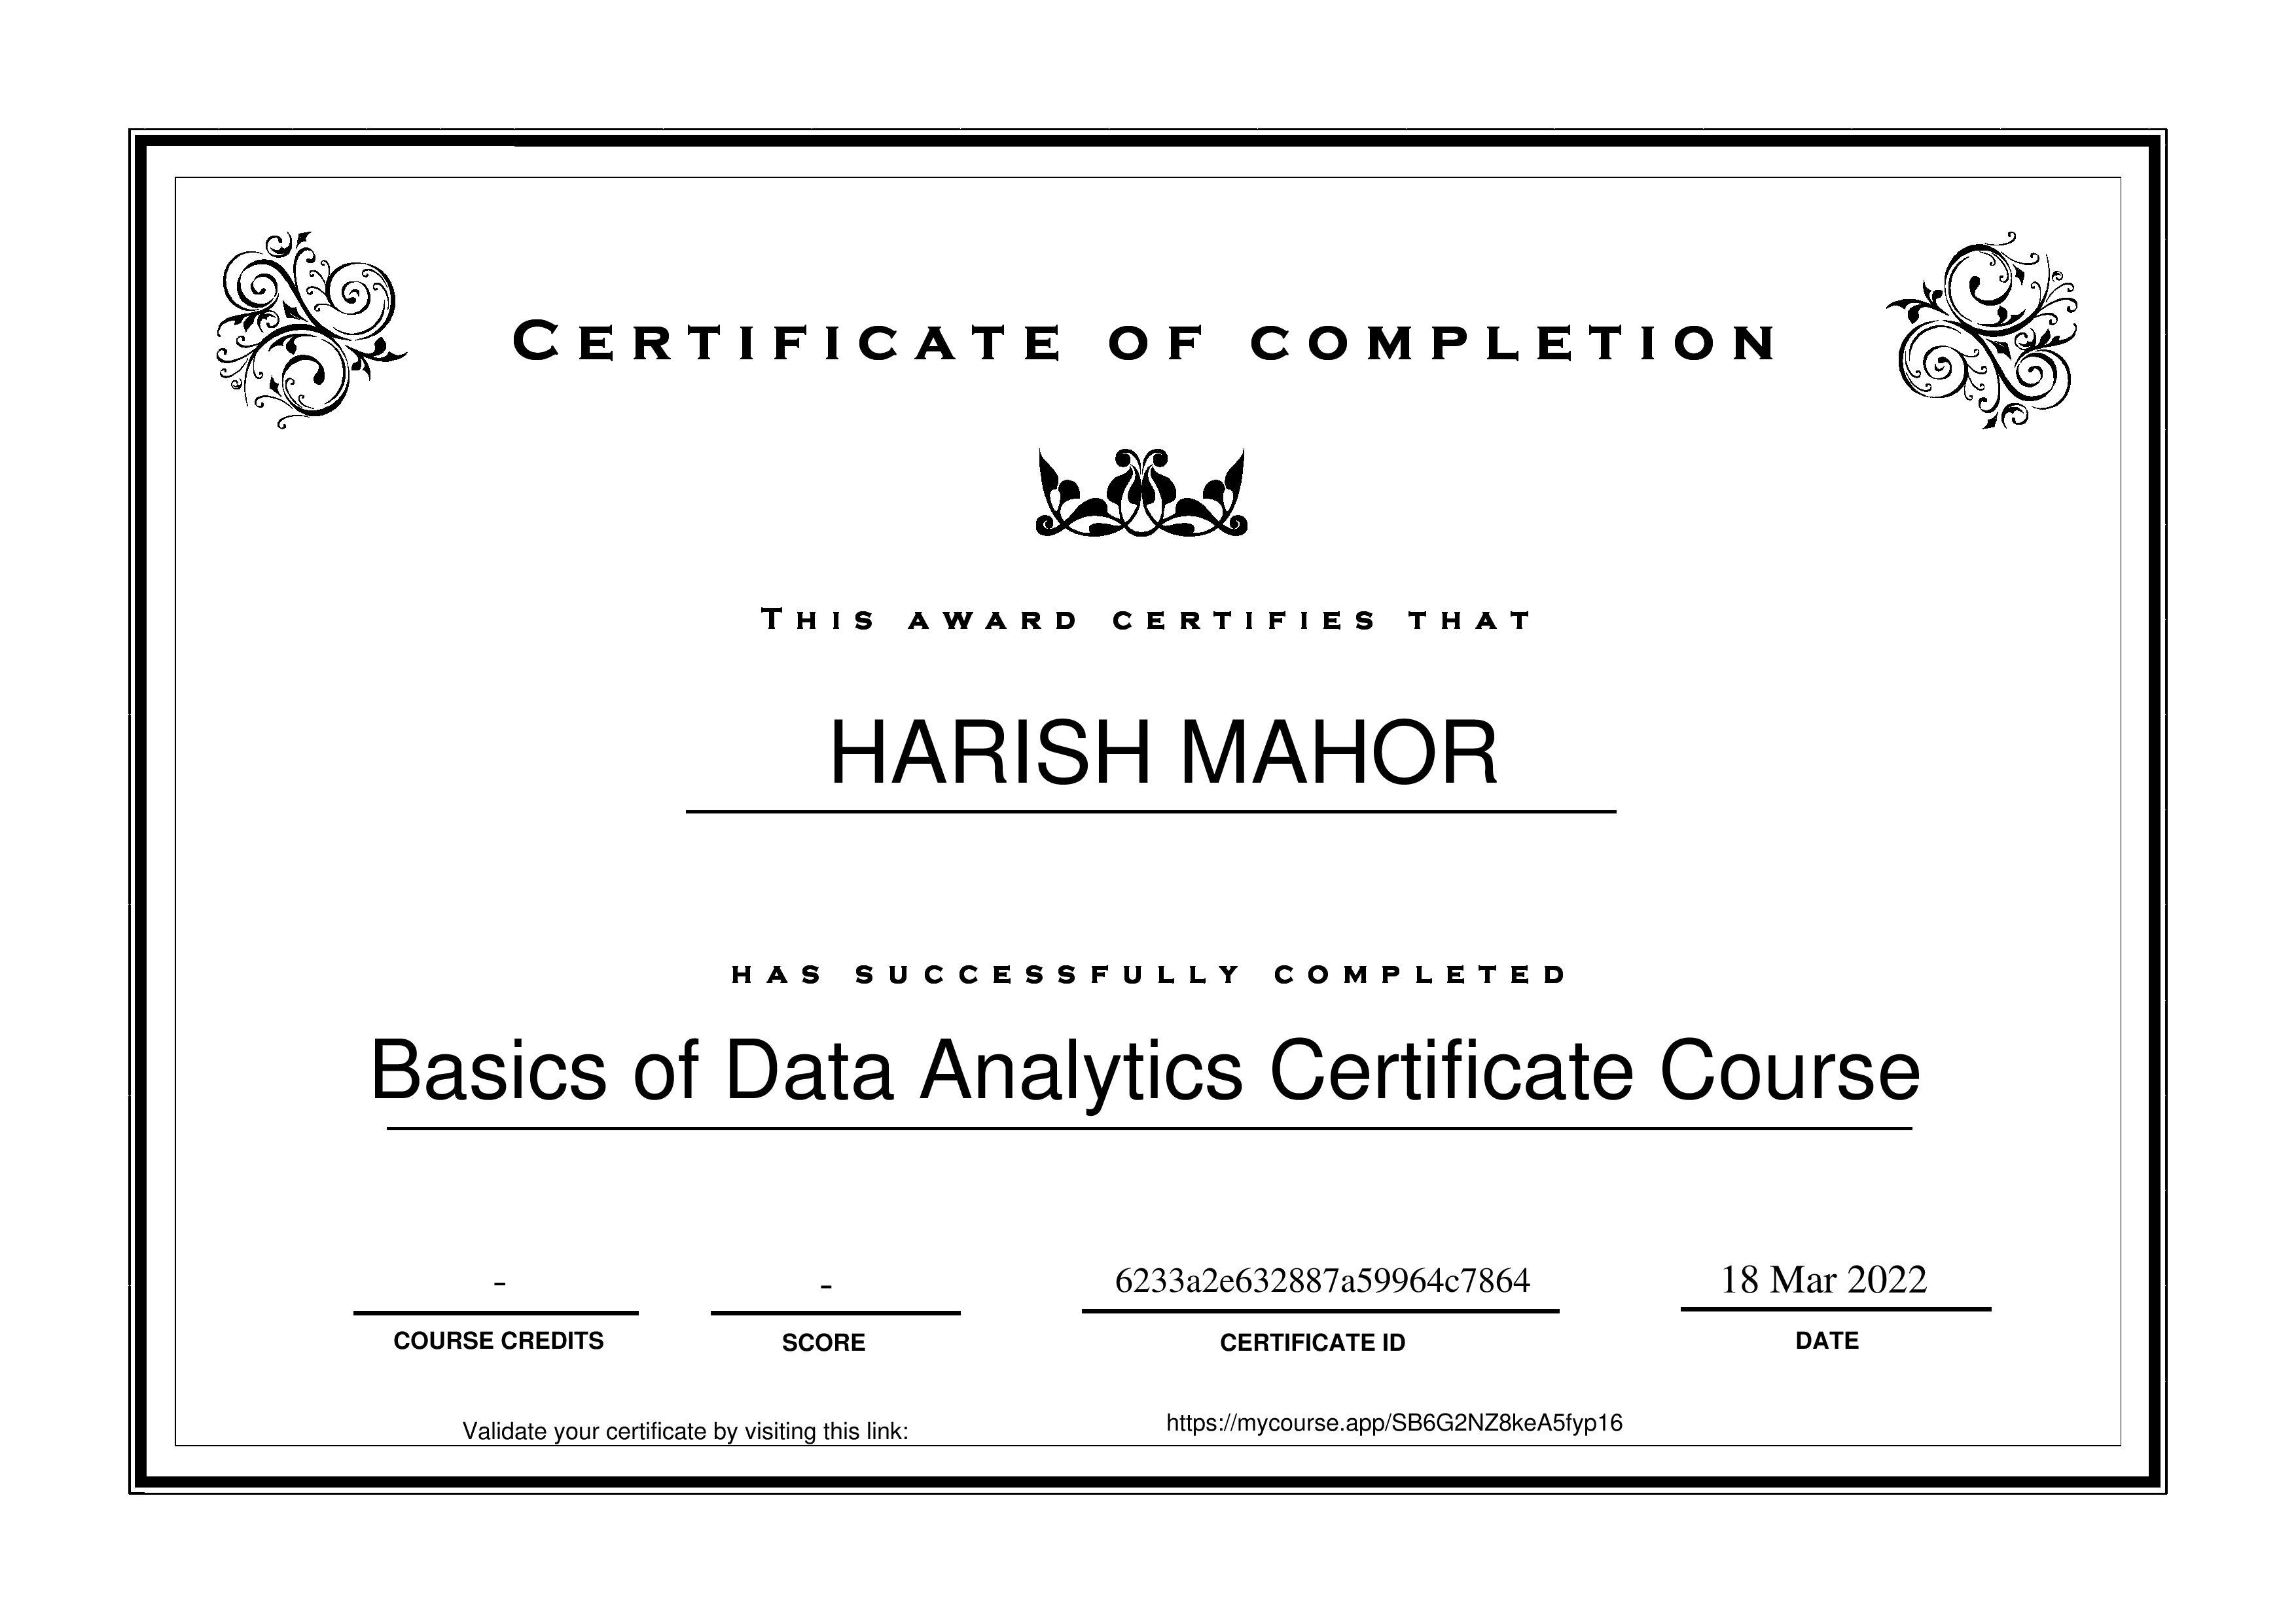 CERTIFICATE OF COMPLETION
THIS AWARD CERTIFIES THAT
HARISH MAHOR
HAS SUCCESSFULLY COMPLETED
Basics of Data Analytics Certificate Course
- - 6233a2e632887a59964c7864 18 Mar 2022
COURSE CREDITS SCORE CERTIFICATE ID DATE
Validate your certificate by visiting this link: https://mycourse.app/SB6G2NZ8keA5fyp16